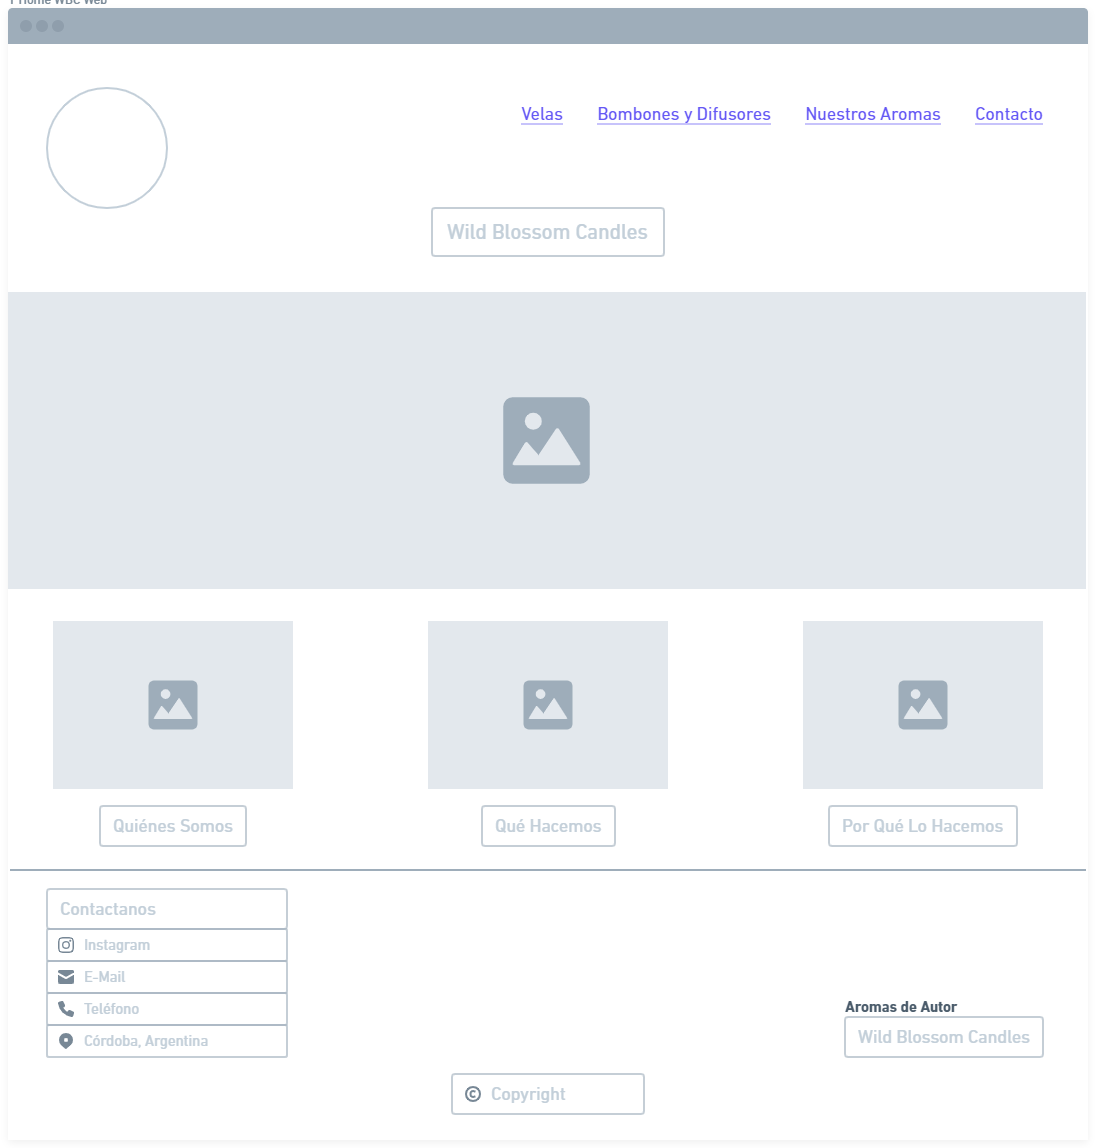 1 Home WBC Web
Velas
Bombones y Difusores
Nuestros Aromas
Contacto
Wild Blossom Candles
Quiénes Somos
Qué Hacemos
Por Qué Lo Hacemos
Contactanos
Instagram
E-Mail
Teléfono
Córdoba, Argentina
Aromas de Autor
Wild Blossom Candles
© Copyright